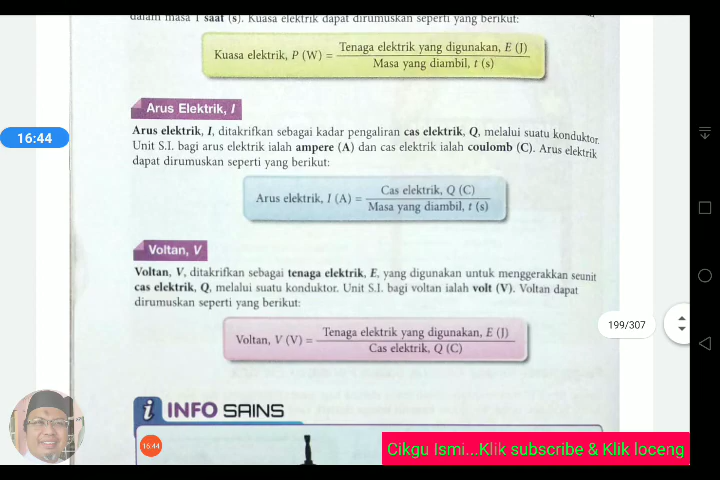 dalam masa 1 saat (s). Kuasa elektrik dapat dirumuskan seperti yang berikut:
Kuasa elektrik, P (W) = Tenaga elektrik yang digunakan, E (J)
Masa yang diambil, t (s)
Arus Elektrik, I
Arus elektrik, I, ditakrifkan sebagai kadar pengaliran cas elektrik, Q, melalui suatu konduktor.
Unit S.I. bagi arus elektrik ialah ampere (A) dan cas elektrik ialah coulomb (C). Arus elektrik
dapat dirumuskan seperti yang berikut:
Arus elektrik, I (A) = Cas elektrik, Q (C)
Masa yang diambil, t (s)
Voltan, V
Voltan, V, ditakrifkan sebagai tenaga elektrik, E, yang digunakan untuk menggerakkan seunit
cas elektrik, Q, melalui suatu konduktor. Unit S.I. bagi voltan ialah volt (V). Voltan dapat
dirumuskan seperti yang berikut:
Voltan, V (V) = Tenaga elektrik yang digunakan, E (J)
Cas elektrik, Q (C)
i INFO SAINS
16:44
199/307
16:44
Cikgu Ismi...Klik subscribe & Klik loceng